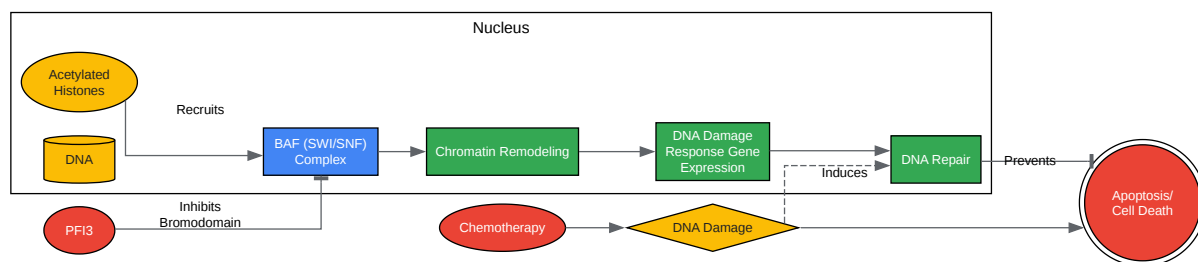 Nucleus
Acetylated
Histones
Recruits
DNA
BAF (SWI/SNF)
Complex
Chromatin Remodeling
DNA Damage
Response Gene
Expression
DNA Repair
Prevents
Induces
Inhibits
Bromodomain
PFI3
Chemotherapy
DNA Damage
Apoptosis/
Cell Death